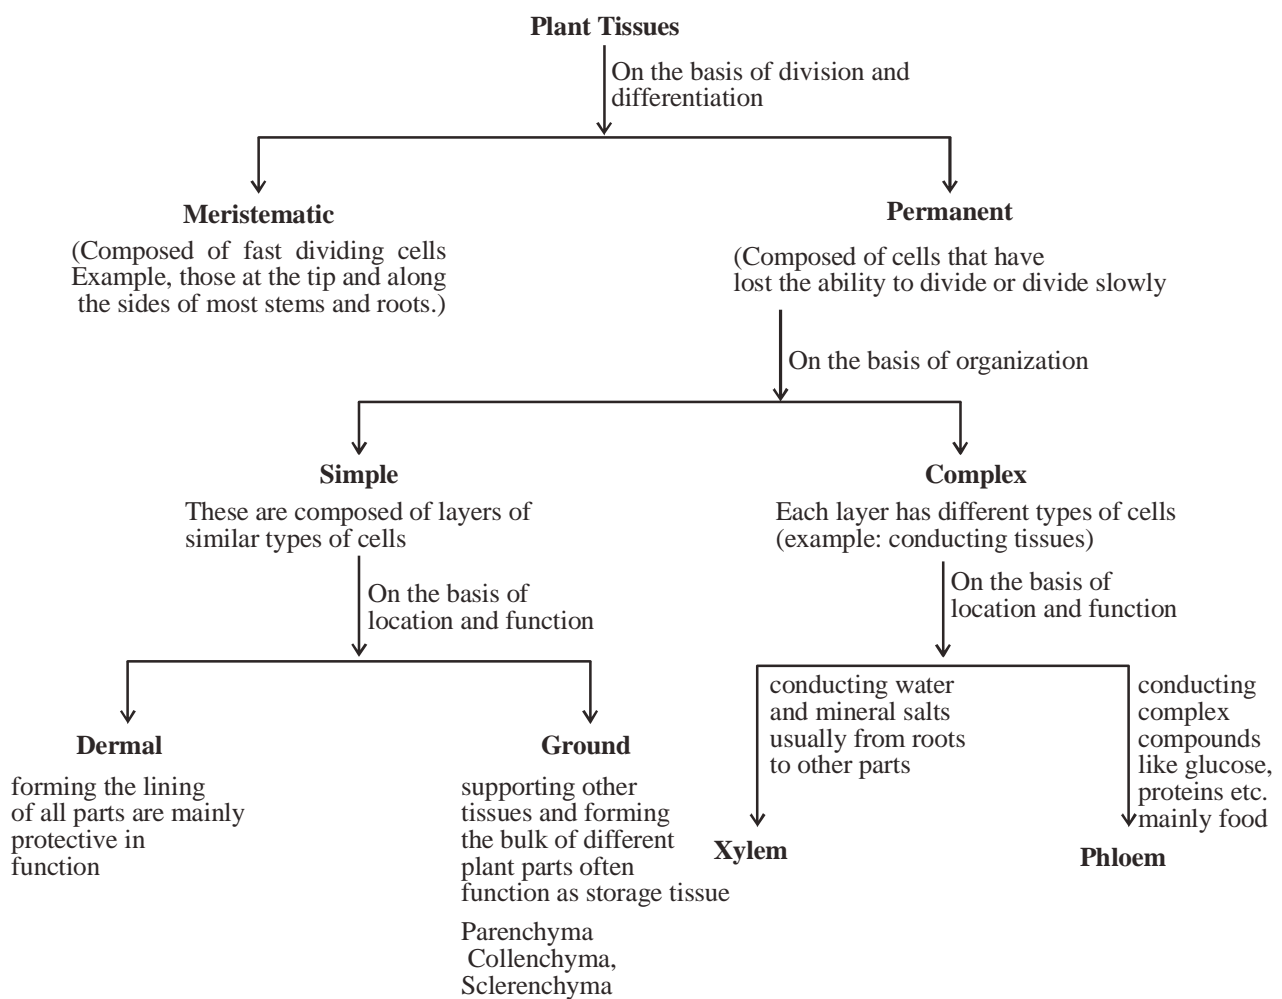 Plant Tissues
On the basis of division and
differentiation
Meristematic
(Composed of fast dividing cells
Example, those at the tip and along
the sides of most stems and roots.)
Permanent
(Composed of cells that have
lost the ability to divide or divide slowly
On the basis of organization
Simple
These are composed of layers of
similar types of cells
Complex
Each layer has different types of cells
(example: conducting tissues)
On the basis of
location and function
On the basis of
location and function
Dermal
forming the lining
of all parts are mainly
protective in
function
Ground
supporting other
tissues and forming
the bulk of different
plant parts often
function as storage tissue
Parenchyma
Collenchyma,
Sclerenchyma
conducting water
and mineral salts
usually from roots
to other parts
Xylem
conducting
complex
compounds
like glucose,
proteins etc.
mainly food
Phloem